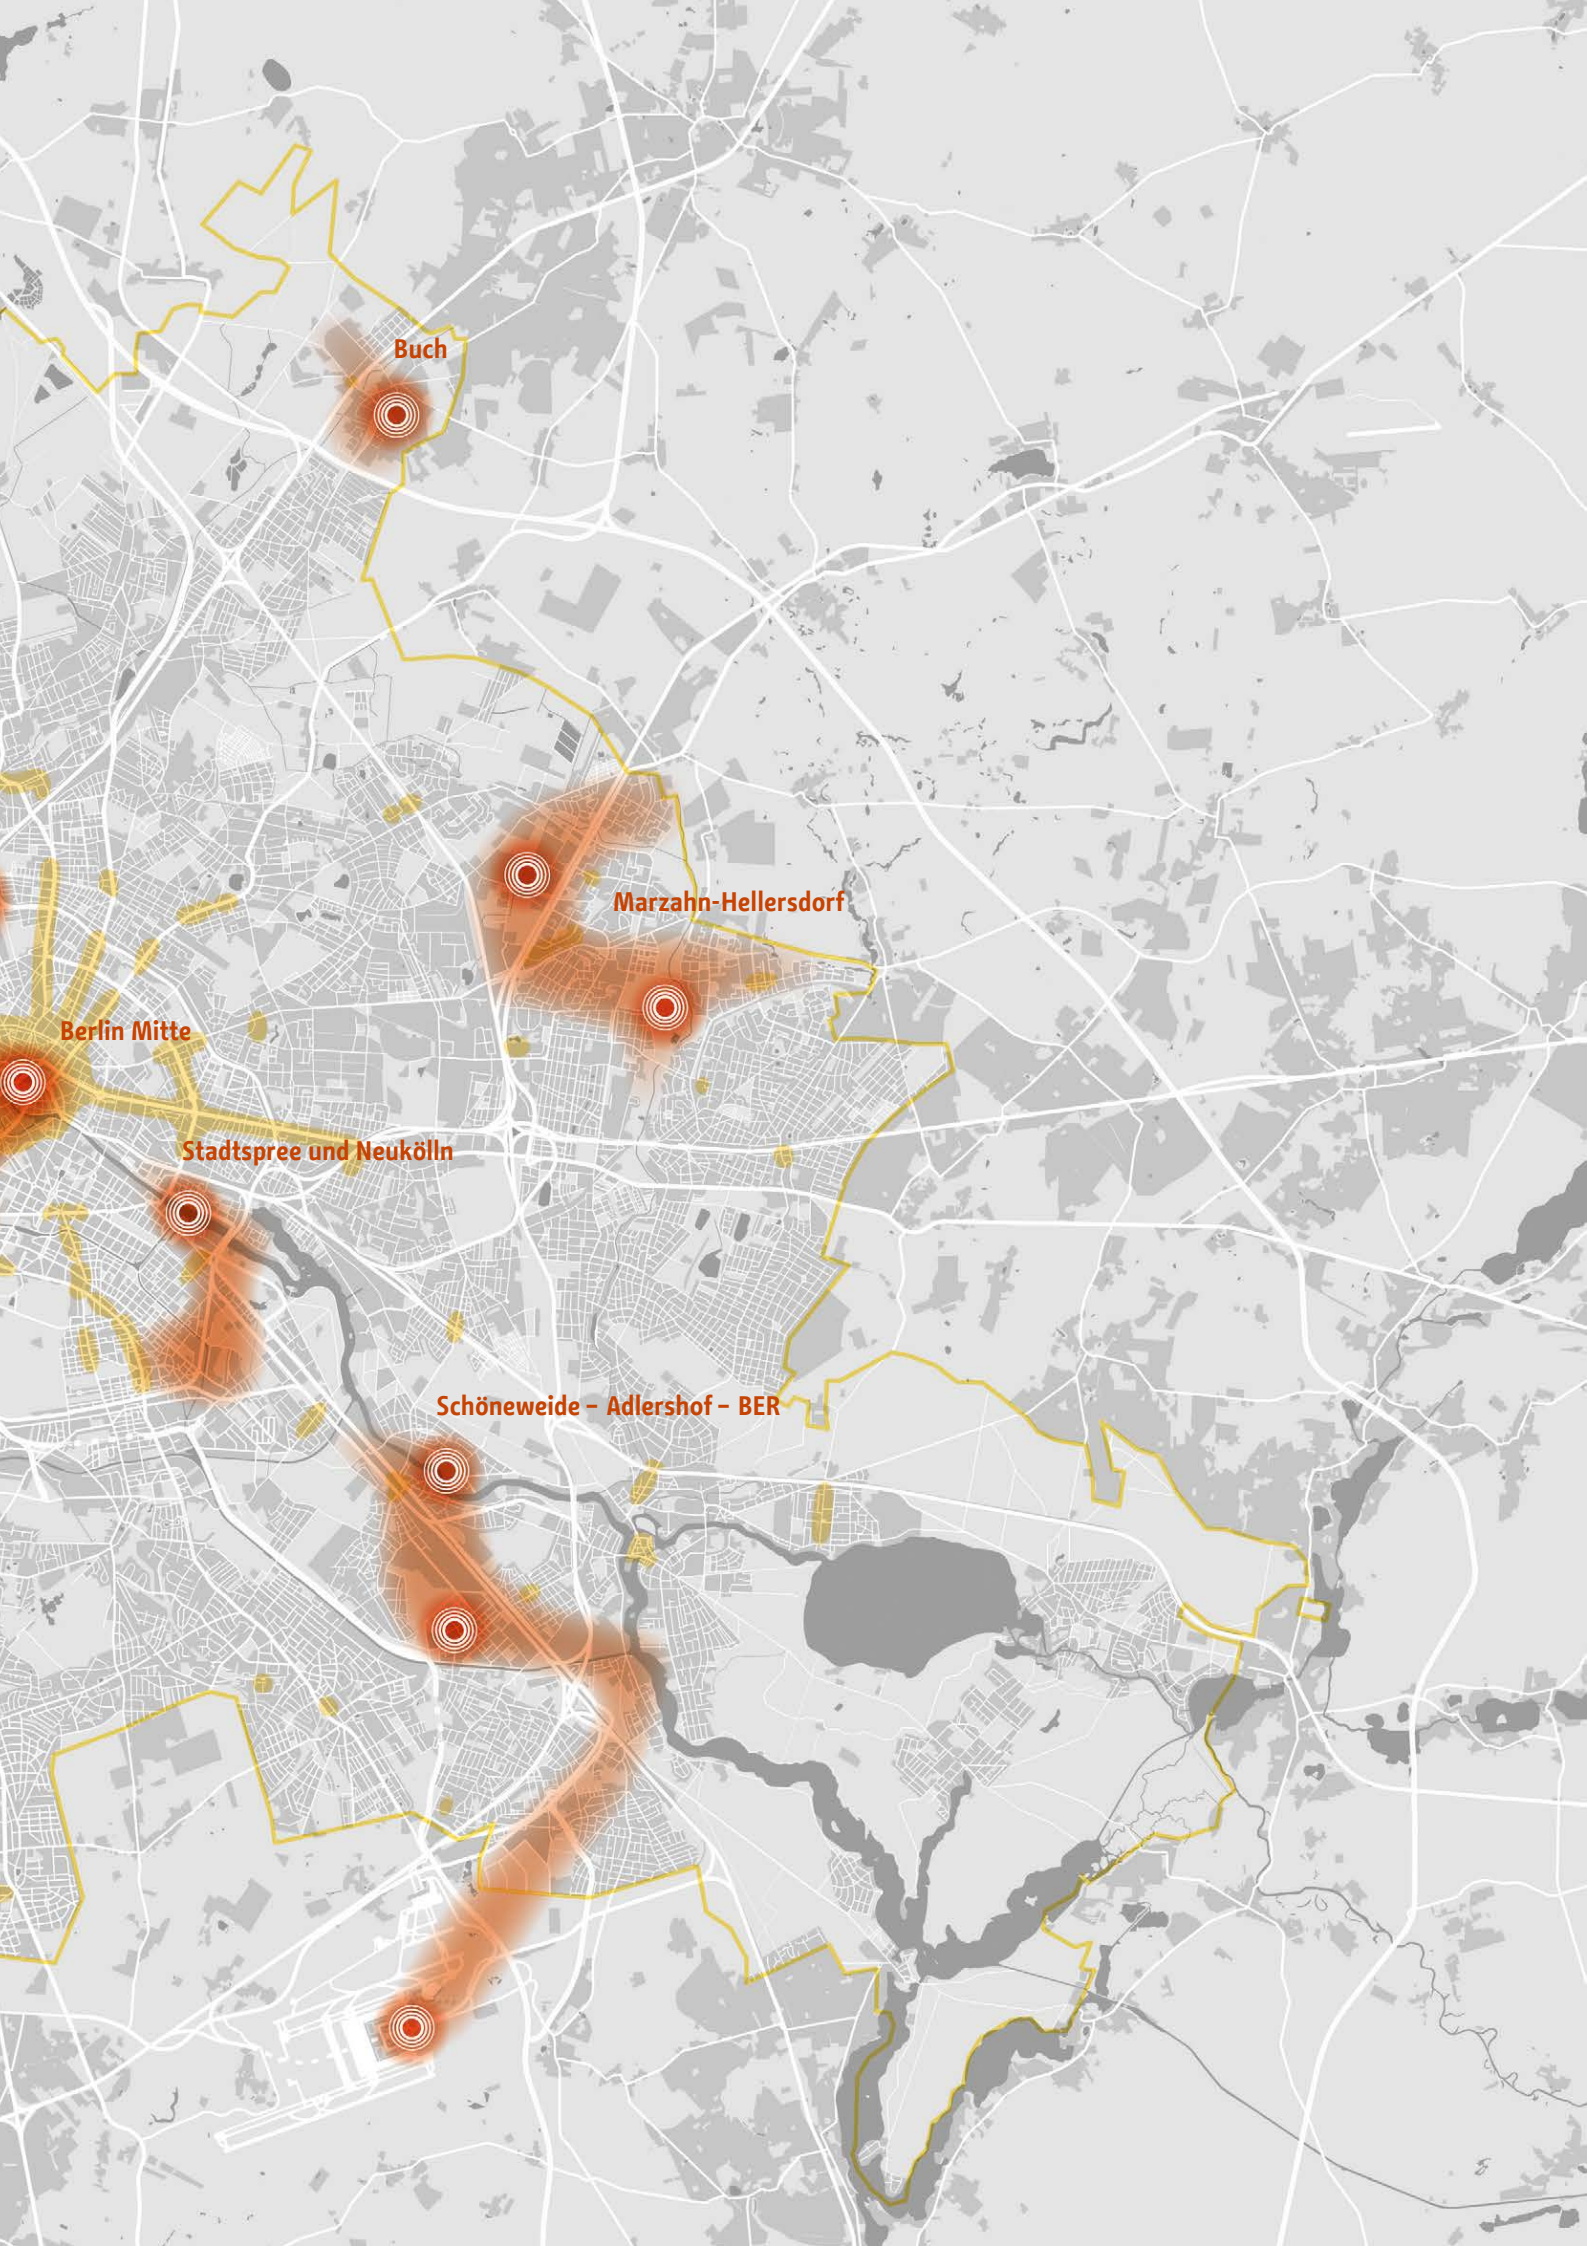 Buch
Marzahn-Hellersdorf
Berlin Mitte
Stadtspree und Neukölln
Schöneweide – Adlershof – BER